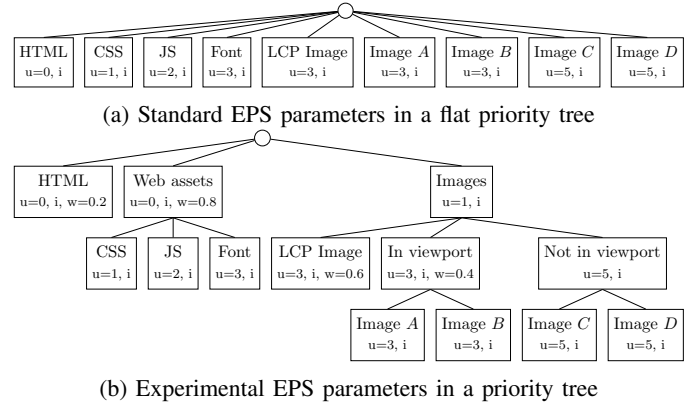 HTML CSS JS Font LCP Image Image A Image B Image C Image D
u=0, i u=1, i u=2, i u=3, i u=3, i u=3, i u=3, i u=5, i u=5, i
(a) Standard EPS parameters in a flat priority tree
HTML Web assets Images
u=0, i, w=0.2 u=0, i, w=0.8 u=1, i
CSS JS Font LCP Image In viewport Not in viewport
u=1, i u=2, i u=3, i u=3, i, w=0.6 u=3, i, w=0.4 u=5, i
Image A Image B Image C Image D
u=3, i u=3, i u=5, i u=5, i
(b) Experimental EPS parameters in a priority tree